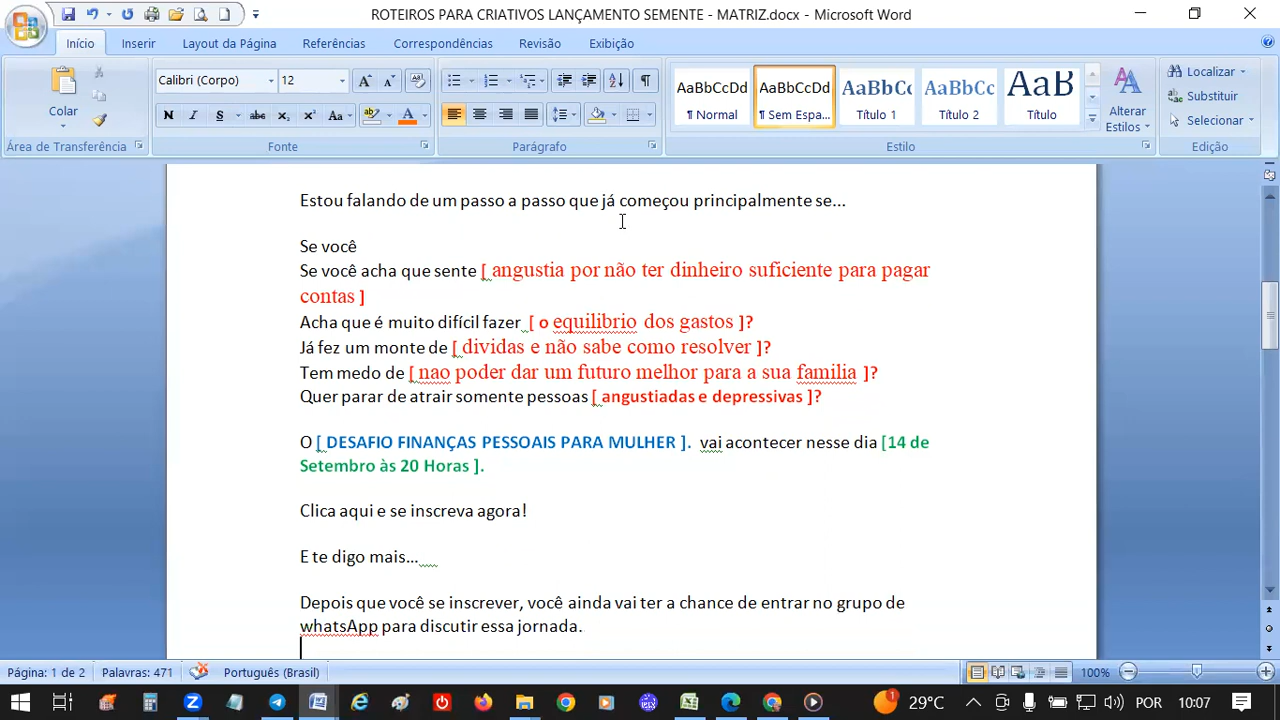 ROTEIROS PARA CRIATIVOS LANÇAMENTO SEMENTE - MATRIZ.docx - Microsoft Word
Início Inserir Layout da Página Referências Correspondências Revisão Exibição
Colar
Área de Transferência
Calibri (Corpo) 12
N I S abc x₂ x² Aa A
Fonte
Parágrafo
AaBbCcDd AaBbCcDd AaBbCc AaBbCc AaB
¶ Normal ¶ Sem Espa... Título 1 Título 2 Título
Alterar Estilos
Estilo
Localizar
Substituir
Selecionar
Edição
Estou falando de um passo a passo que já começou principalmente se...
Se você
Se você acha que sente [ angustia por não ter dinheiro suficiente para pagar
contas ]
Acha que é muito difícil fazer [ o equilibrio dos gastos ]?
Já fez um monte de [ dividas e não sabe como resolver ]?
Tem medo de [ nao poder dar um futuro melhor para a sua familia ]?
Quer parar de atrair somente pessoas [ angustiadas e depressivas ]?
O [ DESAFIO FINANÇAS PESSOAIS PARA MULHER ]. vai acontecer nesse dia [14 de
Setembro às 20 Horas ].
Clica aqui e se inscreva agora!
E te digo mais...
Depois que você se inscrever, você ainda vai ter a chance de entrar no grupo de
whatsApp para discutir essa jornada.
Página: 1 de 2 Palavras: 471 Português (Brasil) 100%
29°C POR 10:07